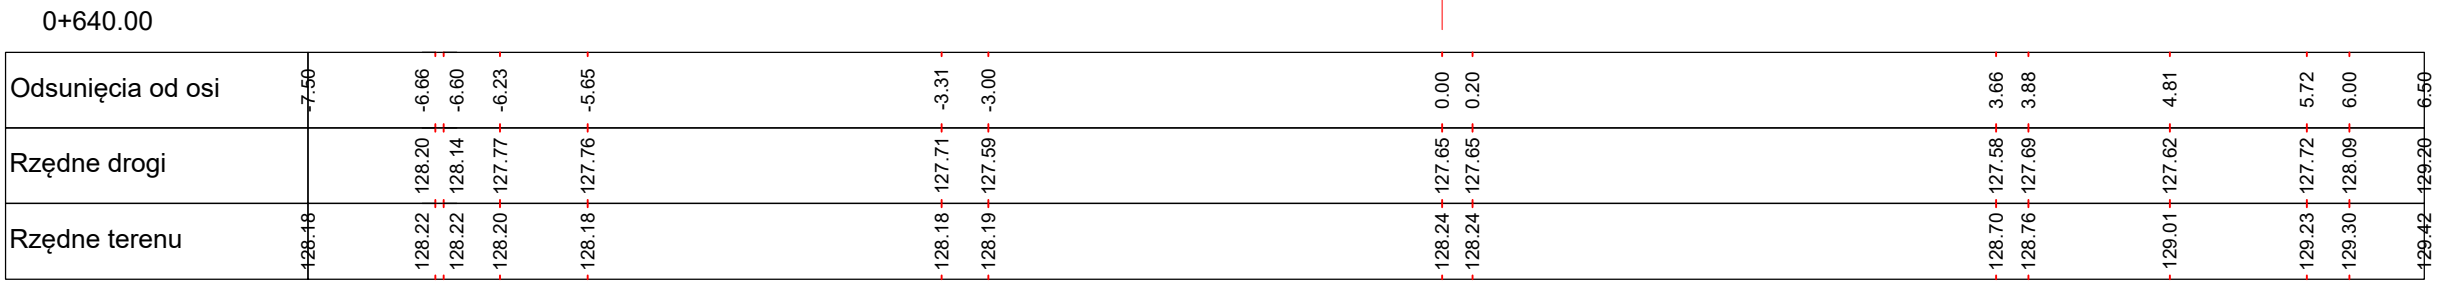 0+640.00
Odsunięcia od osi -7.50 -6.66 -6.60 -6.23 -5.65 -3.31 -3.00 0.00 0.20 3.66 3.88 4.81 5.72 6.00 6.50
Rzędne drogi 128.20 128.14 127.77 127.76 127.71 127.59 127.65 127.65 127.58 127.69 127.62 127.72 128.09 129.20
Rzędne terenu 128.18 128.22 128.22 128.20 128.18 128.18 128.19 128.24 128.24 128.70 128.76 129.01 129.23 129.30 129.42